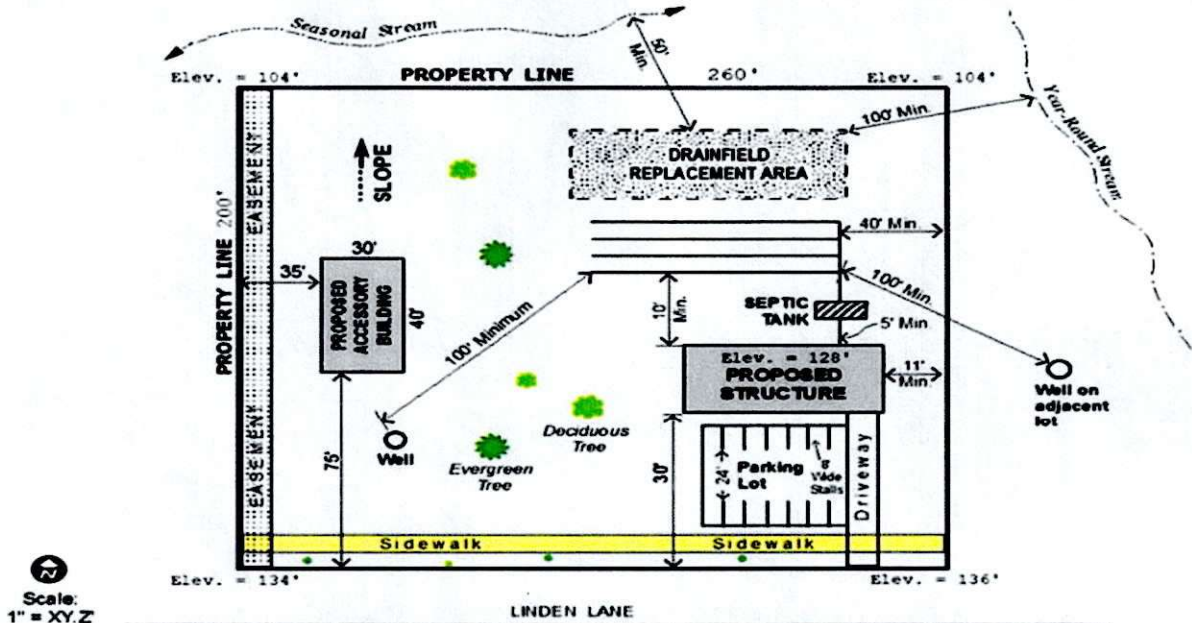 Seasonal Stream
50'
Min.
Elev. = 104'
PROPERTY LINE
260'
Elev. = 104'
100' Min.
Year-Round Stream
EASEMENT
SLOPE
DRAINFIELD
REPLACEMENT AREA
PROPERTY LINE 200'
35'
30'
PROPOSED
ACCESSORY
BUILDING
40'
40' Min.
100' Minimum
10'
Min.
SEPTIC
TANK
100' Min.
5' Min.
Elev. = 128'
PROPOSED
STRUCTURE
11'
Min.
Well on
adjacent
lot
EASEMENT
75'
Well
Evergreen
Tree
Deciduous
Tree
30'
24'
Parking
Lot
8'
Wide
Stalls
Driveway
EASEMENT
Sidewalk
Sidewalk
Elev. = 134'
Elev. = 136'
N
Scale:
1" = XY.Z'
LINDEN LANE